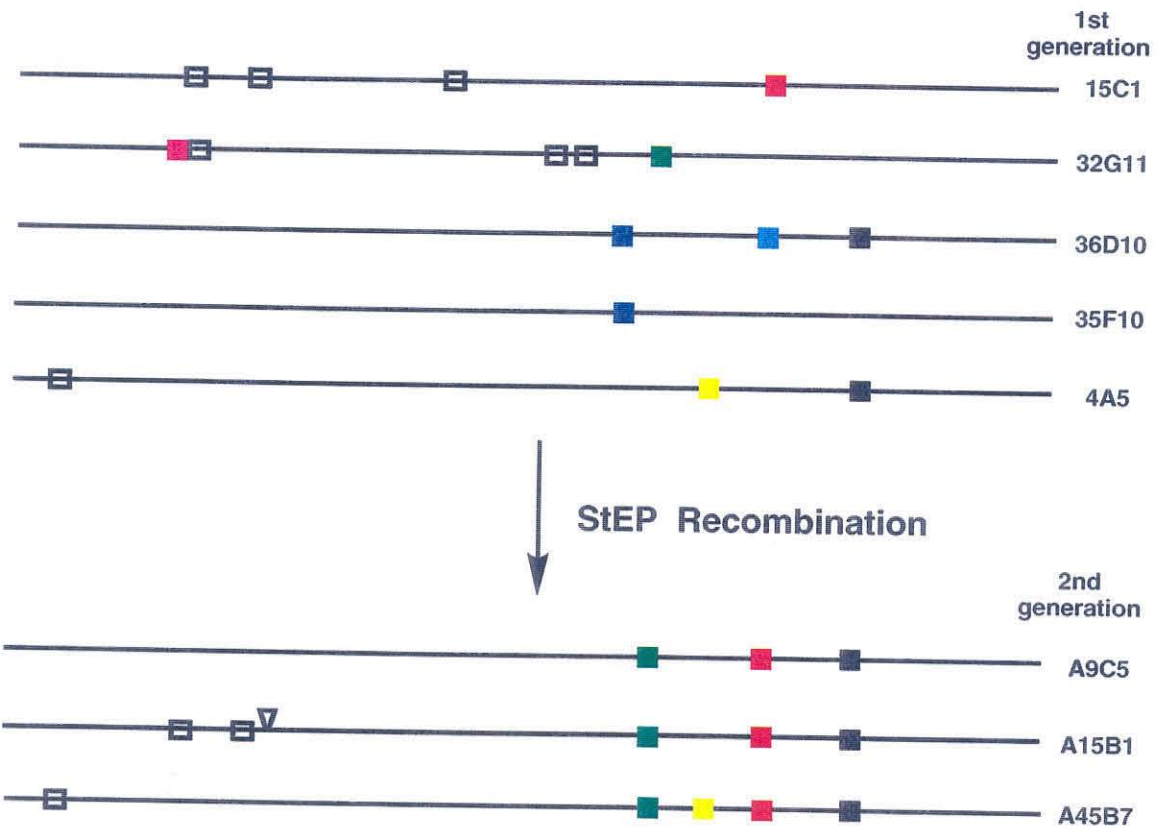 1st
generation
15C1
32G11
36D10
35F10
4A5
StEP Recombination
2nd
generation
A9C5
A15B1
A45B7